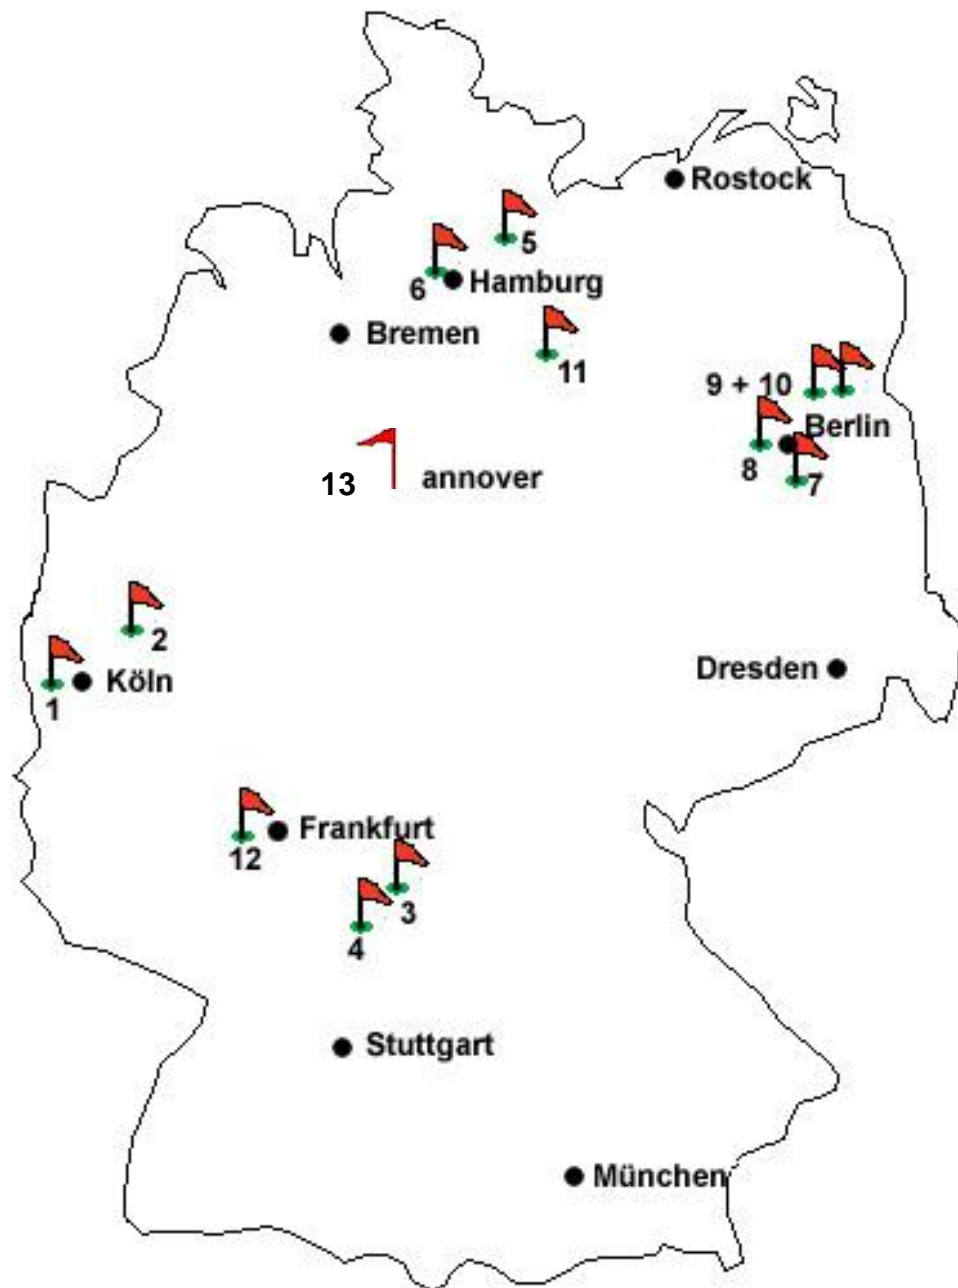 Rostock
5
6
Hamburg
Bremen
11
9 + 10
Berlin
8
7
13
annover
2
1
Köln
Dresden
12
Frankfurt
3
4
Stuttgart
München